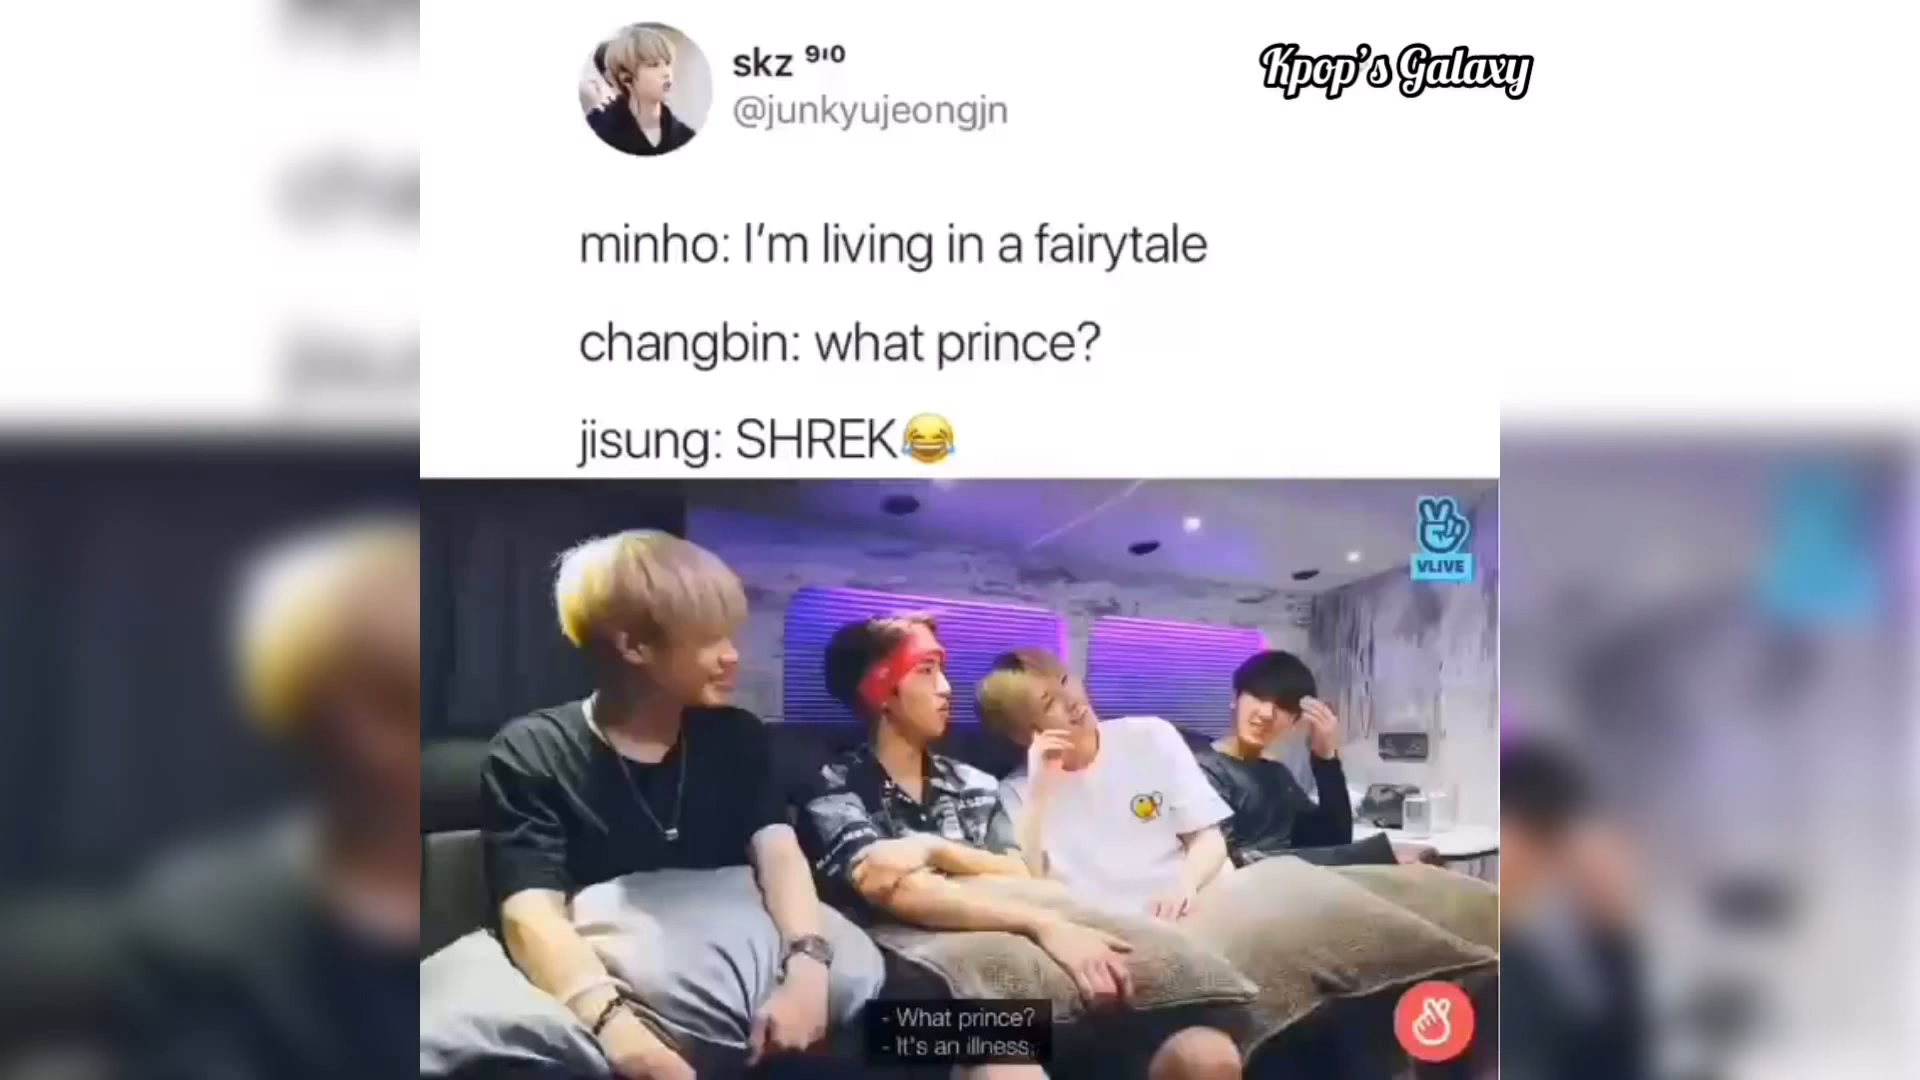 skz ⁹'⁰
@junkyujeongjn
Kpop's Galaxy
minho: I'm living in a fairytale
changbin: what prince?
jisung: SHREK😂
VLIVE
- What prince?
- It's an illness.